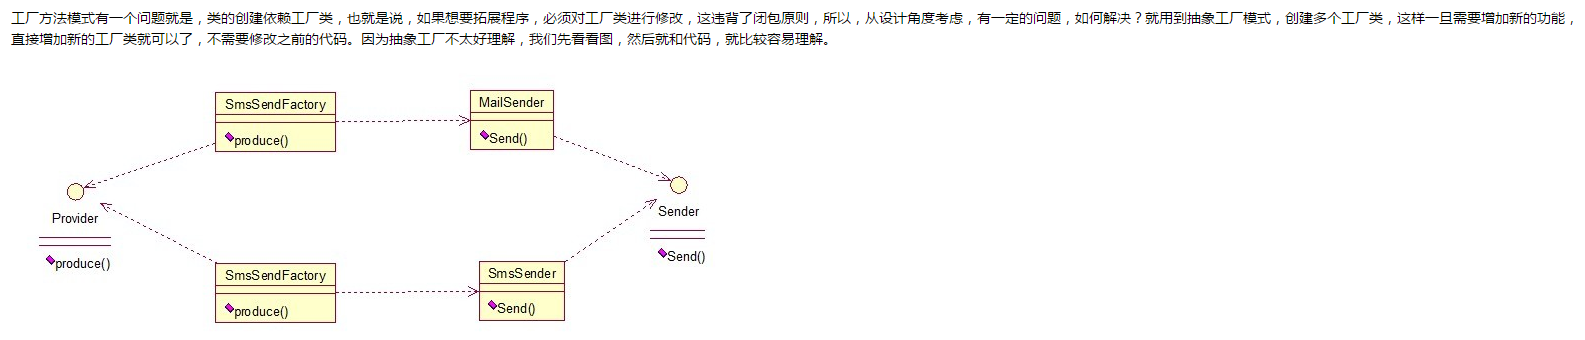 工厂方法模式有一个问题就是，类的创建依赖工厂类，也就是说，如果想要拓展程序，必须对工厂类进行修改，这违背了闭包原则，所以，从设计角度考虑，有一定的问题，如何解决？就用到抽象工厂模式，创建多个工厂类，这样一旦需要增加新的功能，
直接增加新的工厂类就可以了，不需要修改之前的代码。因为抽象工厂不太好理解，我们先看看图，然后就和代码，就比较容易理解。
SmsSendFactory
produce()
MailSender
Send()
Provider
produce()
Sender
Send()
SmsSendFactory
produce()
SmsSender
Send()